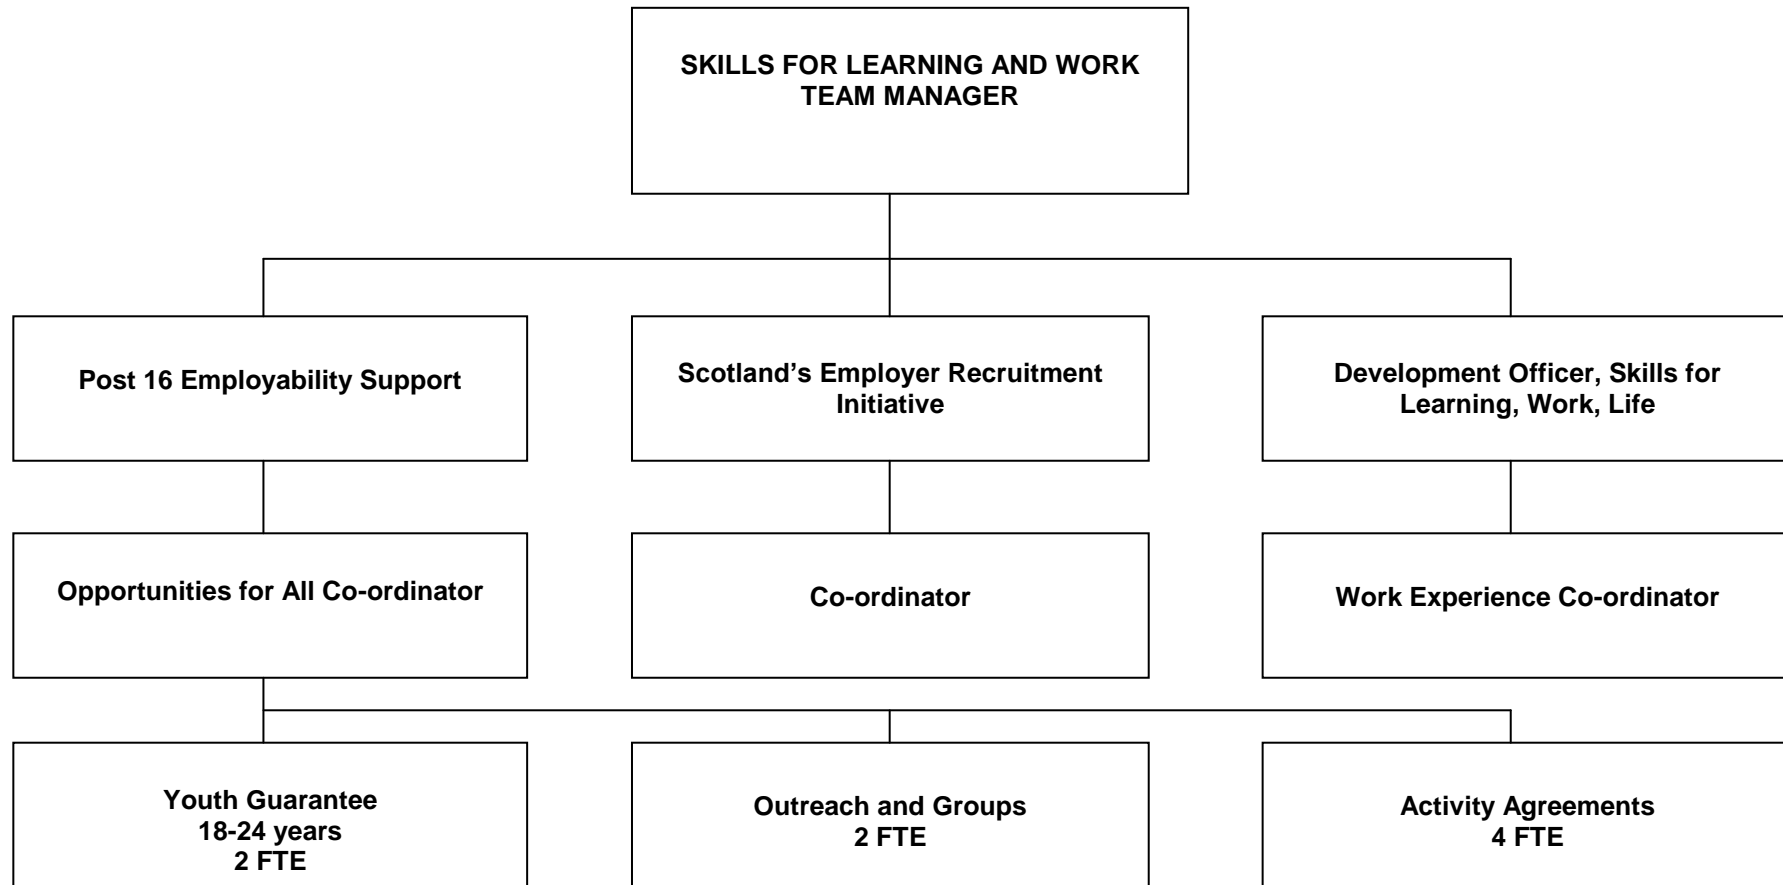 SKILLS FOR LEARNING AND WORK
TEAM MANAGER
Post 16 Employability Support
Scotland’s Employer Recruitment
Initiative
Development Officer, Skills for
Learning, Work, Life
Opportunities for All Co-ordinator
Co-ordinator
Work Experience Co-ordinator
Youth Guarantee
18-24 years
2 FTE
Outreach and Groups
2 FTE
Activity Agreements
4 FTE